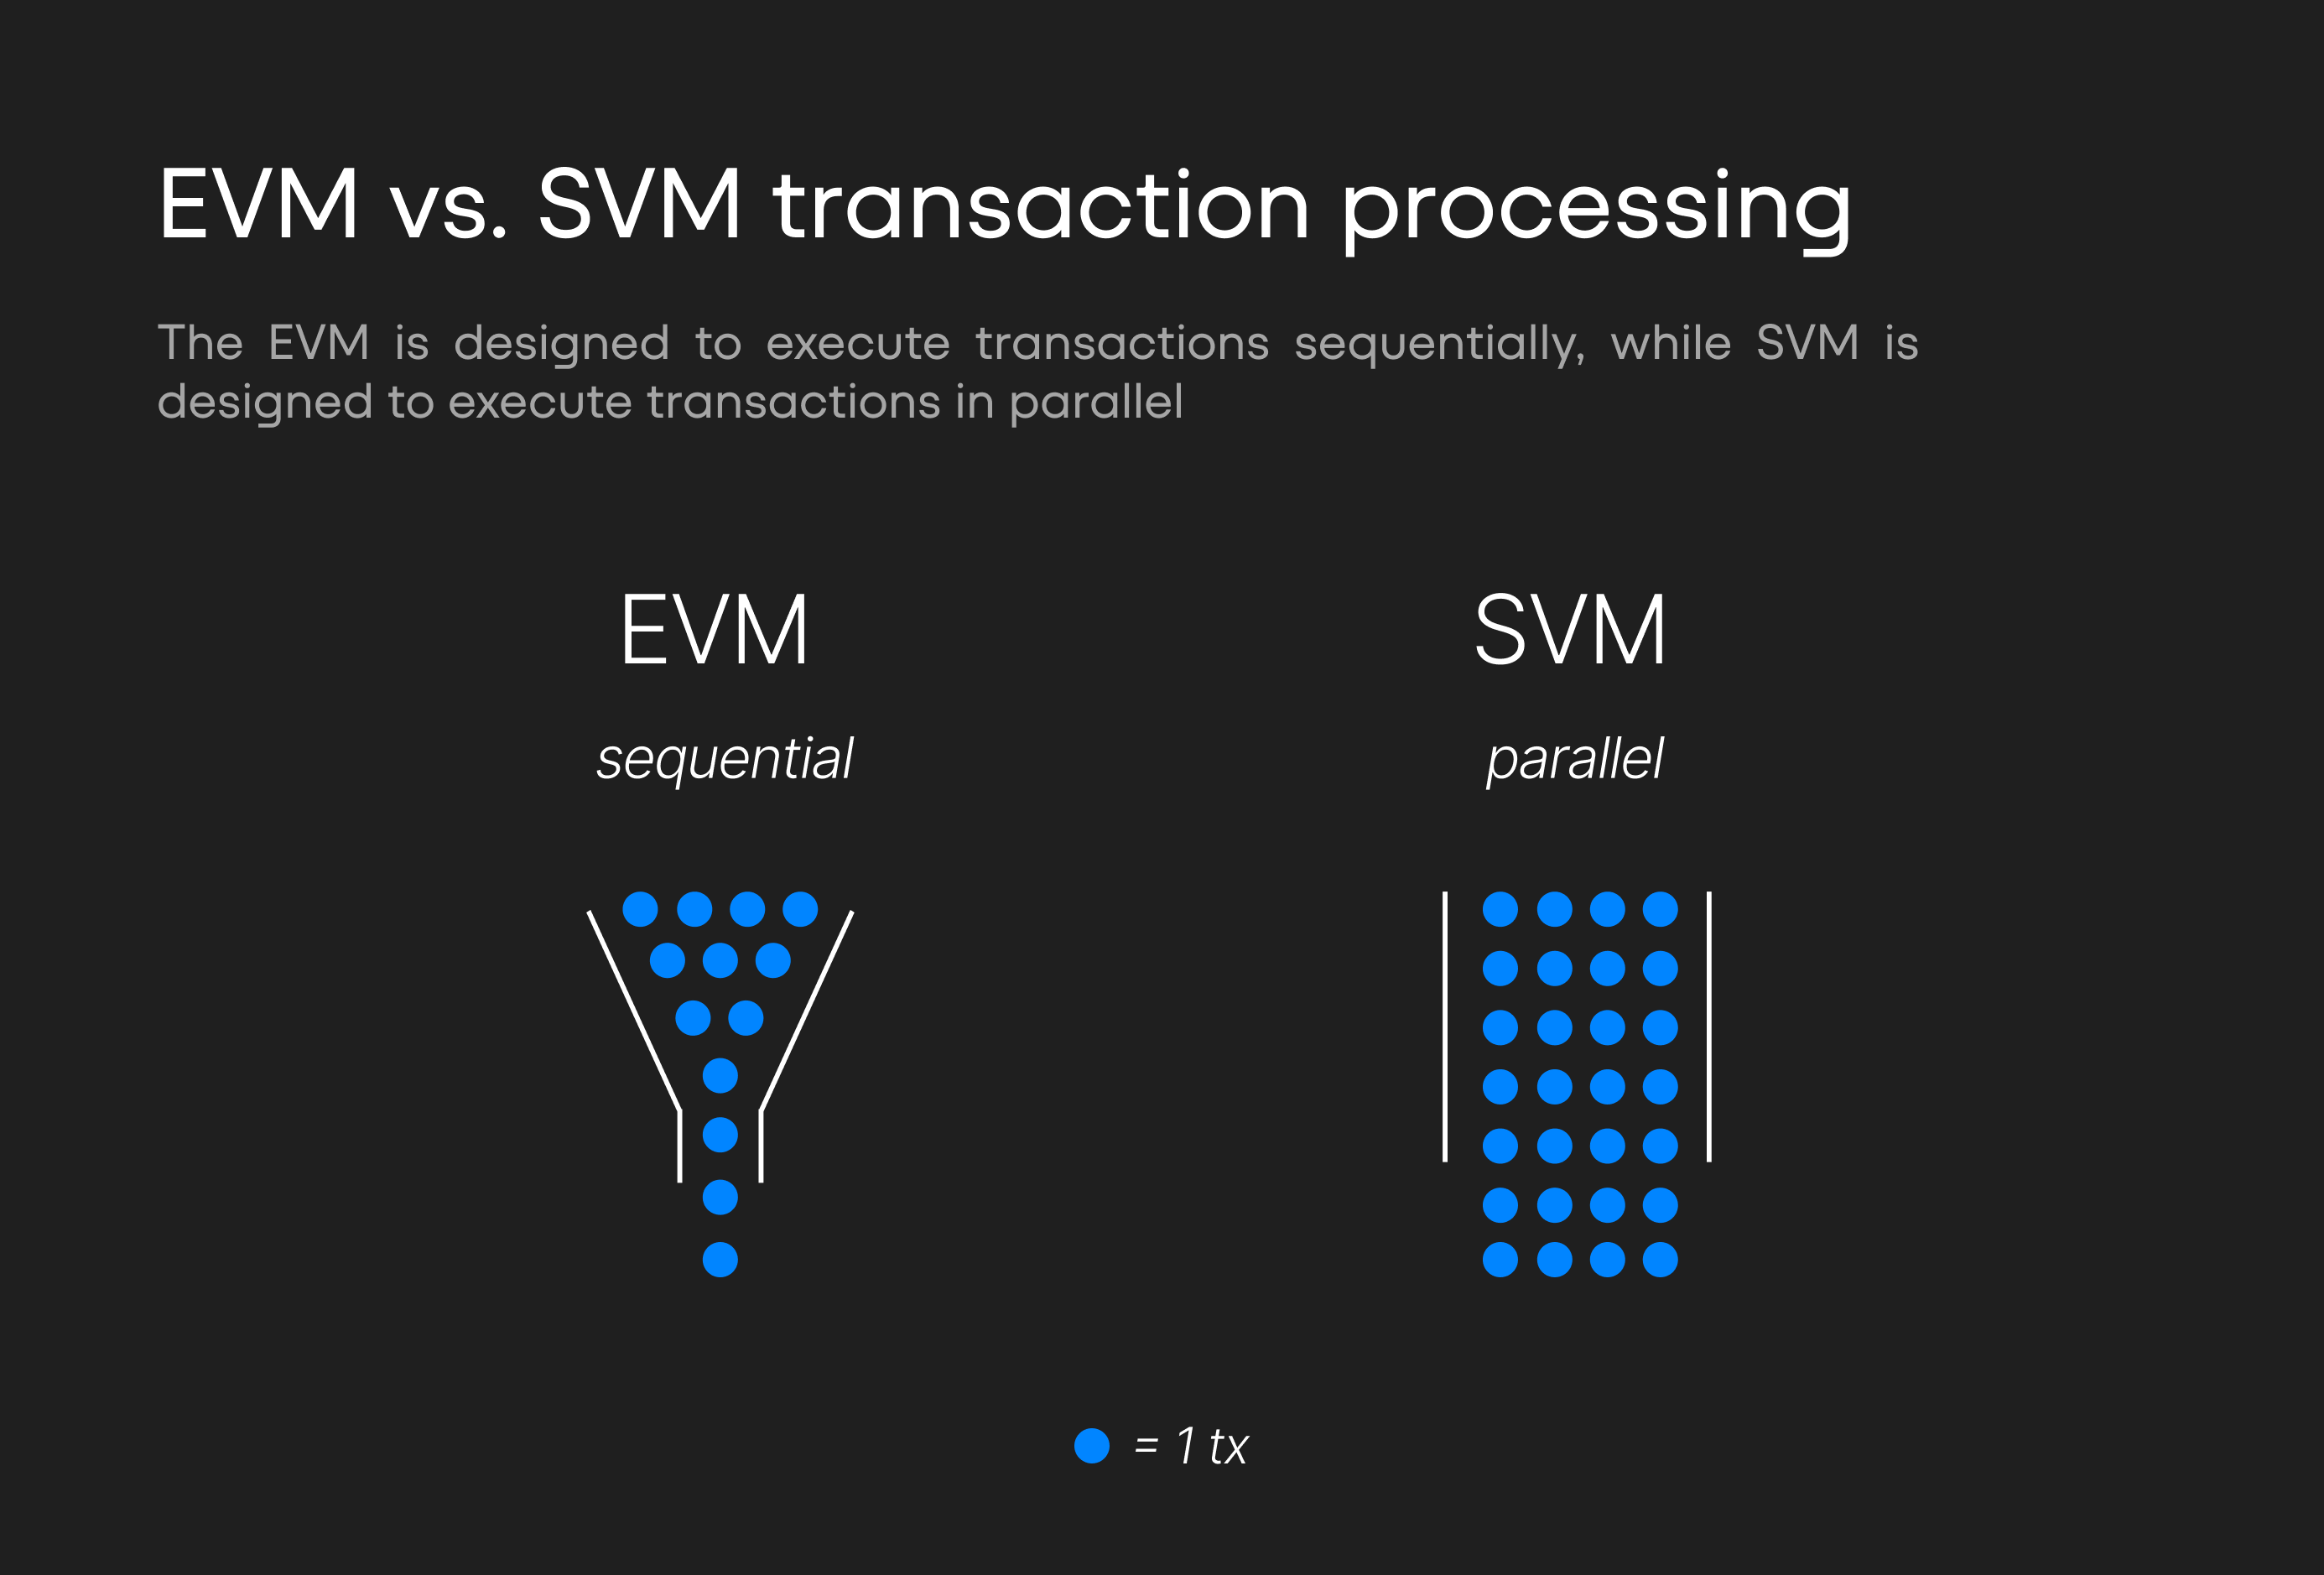 EVM vs. SVM transaction processing
The EVM is designed to execute transactions sequentially, while SVM is
designed to execute transactions in parallel
EVM
SVM
sequential
parallel
= 1 tx